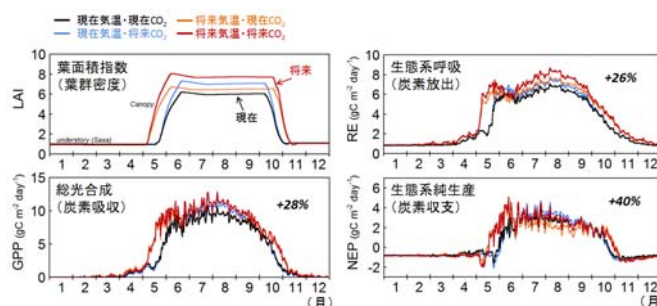 現在気温・現在CO₂ 将来気温・現在CO₂
現在気温・将来CO₂ 将来気温・将来CO₂
葉面積指数
(葉群密度)
LAI
10
8
6
4
2
0
Canopy
understory (Sasa)
将来
現在
1 2 3 4 5 6 7 8 9 10 11 12
生態系呼吸
(炭素放出)
+26%
RE (gC m⁻² day⁻¹)
10
8
6
4
2
0
1 2 3 4 5 6 7 8 9 10 11 12
総光合成
(炭素吸収)
+28%
GPP (gC m⁻² day⁻¹)
15
10
5
0
1 2 3 4 5 6 7 8 9 10 11 12
(月)
生態系純生産
(炭素収支)
+40%
NEP (gC m⁻² day⁻¹)
6
4
2
0
-2
1 2 3 4 5 6 7 8 9 10 11 12
(月)